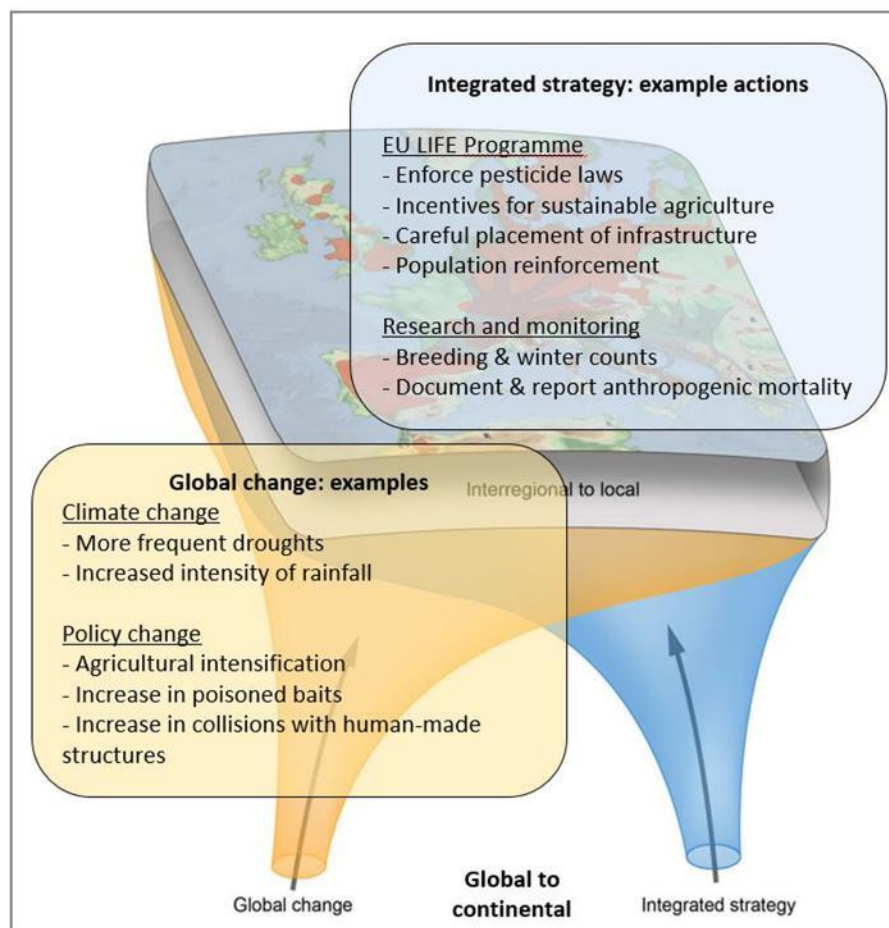 Integrated strategy: example actions
EU LIFE Programme
- Enforce pesticide laws
- Incentives for sustainable agriculture
- Careful placement of infrastructure
- Population reinforcement
Research and monitoring
- Breeding & winter counts
- Document & report anthropogenic mortality
Interregional to local
Global change: examples
Climate change
- More frequent droughts
- Increased intensity of rainfall
Policy change
- Agricultural intensification
- Increase in poisoned baits
- Increase in collisions with human-made
structures
Global change
Global to
continental
Integrated strategy